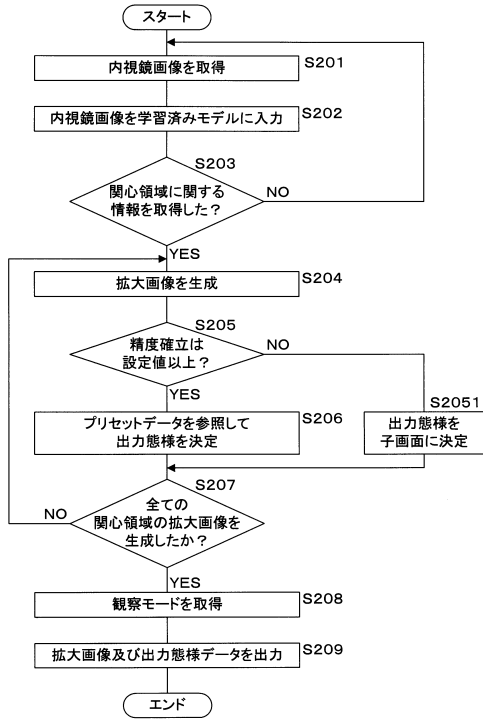 スタート
内視鏡画像を取得
S201
内視鏡画像を学習済みモデルに入力
S202
S203
関心領域に関する
情報を取得した？
NO
YES
拡大画像を生成
S204
S205
精度確立は
設定値以上？
NO
YES
プリセットデータを参照して
出力態様を決定
S206
S2051
出力態様を
子画面に決定
S207
全ての
関心領域の拡大画像を
生成したか？
NO
YES
観察モードを取得
S208
拡大画像及び出力態様データを出力
S209
エンド